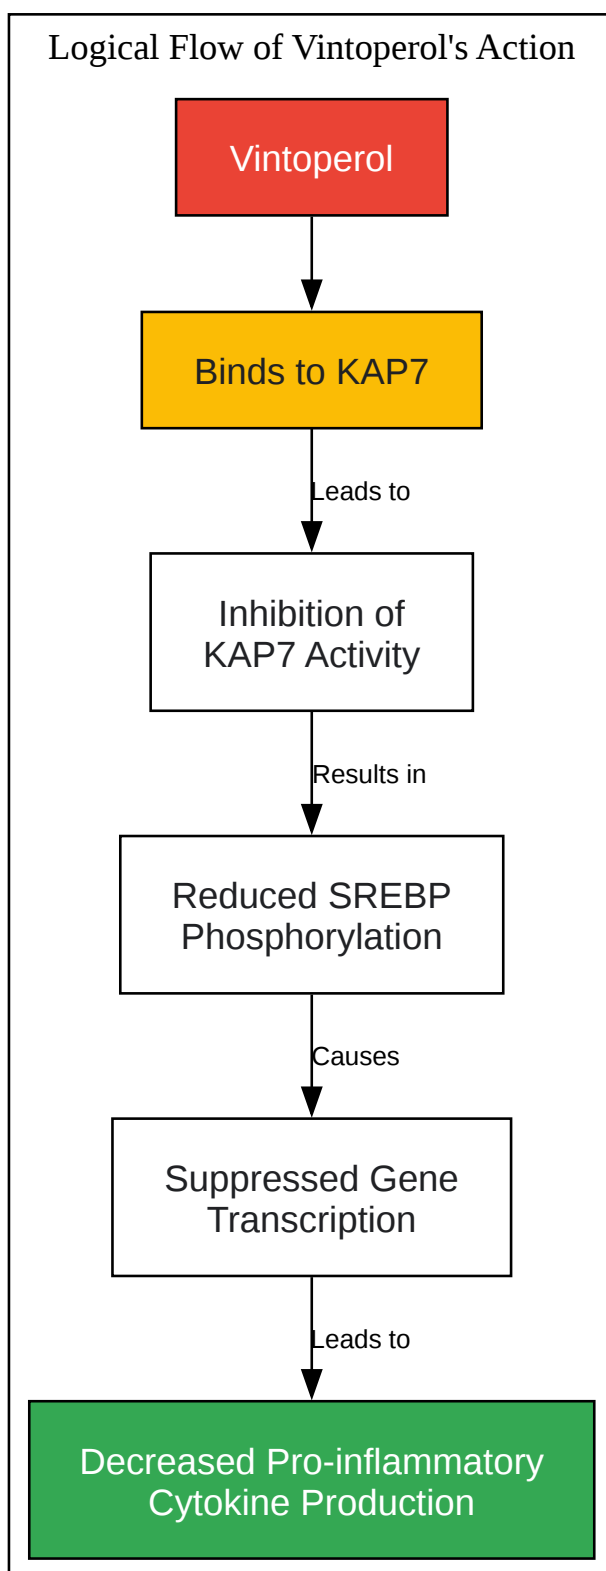 Logical Flow of Vintoperol's Action
Vintoperol
Binds to KAP7
Leads to
Inhibition of
KAP7 Activity
Results in
Reduced SREBP
Phosphorylation
Causes
Suppressed Gene
Transcription
Leads to
Decreased Pro-inflammatory
Cytokine Production